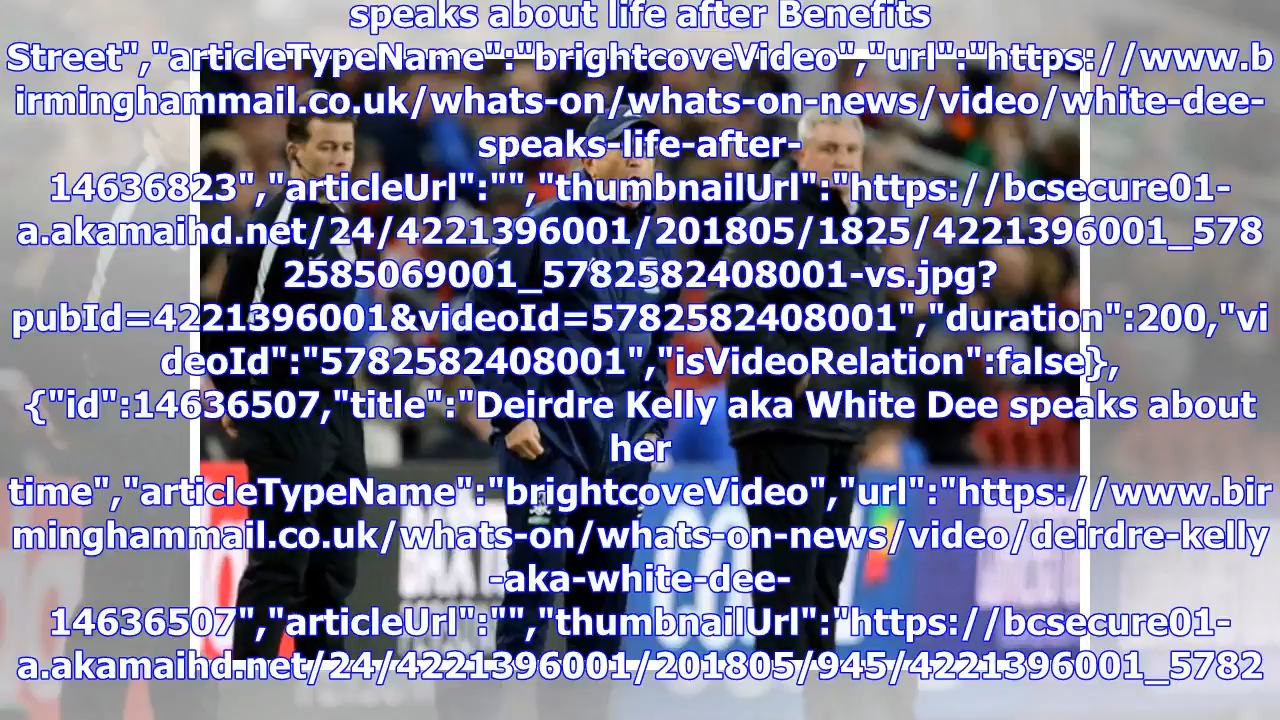 speaks about life after Benefits
Street","articleTypeName":"brightcoveVideo","url":"https://www.b
irminghammail.co.uk/whats-on/whats-on-news/video/white-dee-
speaks-life-after-
14636823","articleUrl":"","thumbnailUrl":"https://bcsecure01-
a.akamaihd.net/24/4221396001/201805/1825/4221396001_578
2585069001_5782582408001-vs.jpg?
pubId=4221396001&videoId=5782582408001","duration":200,"vi
deoId":"5782582408001","isVideoRelation":false},
{"id":14636507,"title":"Deirdre Kelly aka White Dee speaks about
her
time","articleTypeName":"brightcoveVideo","url":"https://www.bir
minghammail.co.uk/whats-on/whats-on-news/video/deirdre-kelly
-aka-white-dee-
14636507","articleUrl":"","thumbnailUrl":"https://bcsecure01-
a.akamaihd.net/24/4221396001/201805/945/4221396001_5782